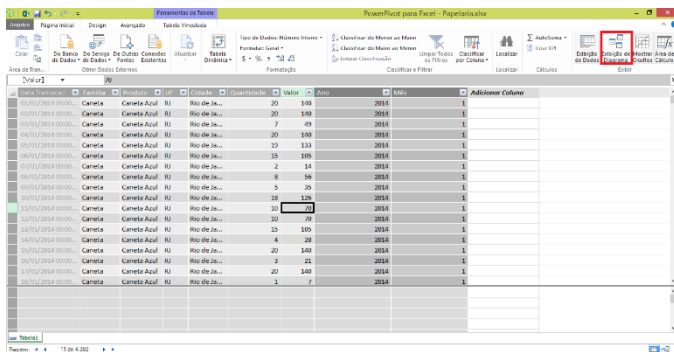 Ferramentas de Tabela
PowerPivot para Excel - Papelaria.xlsx
Arquivo Página Inicial Design Avançado Tabela Vinculada
Colar
Do Banco de Dados Do Serviço de Dados De Outras Fontes Conexões Existentes
Atualizar
Tabela Dinâmica
Tipo de Dados: Número Inteiro
Formatar: Geral
$ % ,
Classificar do Menor ao Maior
Classificar do Maior ao Menor
Limpar Classificação
Limpar Todos os Filtros
Classificar por Coluna
Localizar
AutoSoma
Criar KPI
Exibição de Dados Exibição de Diagrama Mostrar Ocultos Área de Cálculo
Área de Tran... Obter Dados Externos Formatação Classificar e Filtrar Localizar Cálculos Exibir
[Valor] 70
Data Transacao Familia Produto UF Cidade Quantidade Valor Ano Mês Adicionar Coluna
01/01/2014 00:00... Caneta Caneta Azul RJ Rio de Ja... 20 140 2014 1
02/01/2014 00:00... Caneta Caneta Azul RJ Rio de Ja... 20 140 2014 1
03/01/2014 00:00... Caneta Caneta Azul RJ Rio de Ja... 7 49 2014 1
04/01/2014 00:00... Caneta Caneta Azul RJ Rio de Ja... 20 140 2014 1
05/01/2014 00:00... Caneta Caneta Azul RJ Rio de Ja... 19 133 2014 1
06/01/2014 00:00... Caneta Caneta Azul RJ Rio de Ja... 15 105 2014 1
07/01/2014 00:00... Caneta Caneta Azul RJ Rio de Ja... 2 14 2014 1
08/01/2014 00:00... Caneta Caneta Azul RJ Rio de Ja... 8 56 2014 1
09/01/2014 00:00... Caneta Caneta Azul RJ Rio de Ja... 5 35 2014 1
10/01/2014 00:00... Caneta Caneta Azul RJ Rio de Ja... 18 126 2014 1
11/01/2014 00:00... Caneta Caneta Azul RJ Rio de Ja... 10 70 2014 1
12/01/2014 00:00... Caneta Caneta Azul RJ Rio de Ja... 10 70 2014 1
13/01/2014 00:00... Caneta Caneta Azul RJ Rio de Ja... 15 105 2014 1
14/01/2014 00:00... Caneta Caneta Azul RJ Rio de Ja... 4 28 2014 1
15/01/2014 00:00... Caneta Caneta Azul RJ Rio de Ja... 20 140 2014 1
16/01/2014 00:00... Caneta Caneta Azul RJ Rio de Ja... 3 21 2014 1
17/01/2014 00:00... Caneta Caneta Azul RJ Rio de Ja... 20 140 2014 1
18/01/2014 00:00... Caneta Caneta Azul RJ Rio de Ja... 1 7 2014 1
Tabela1